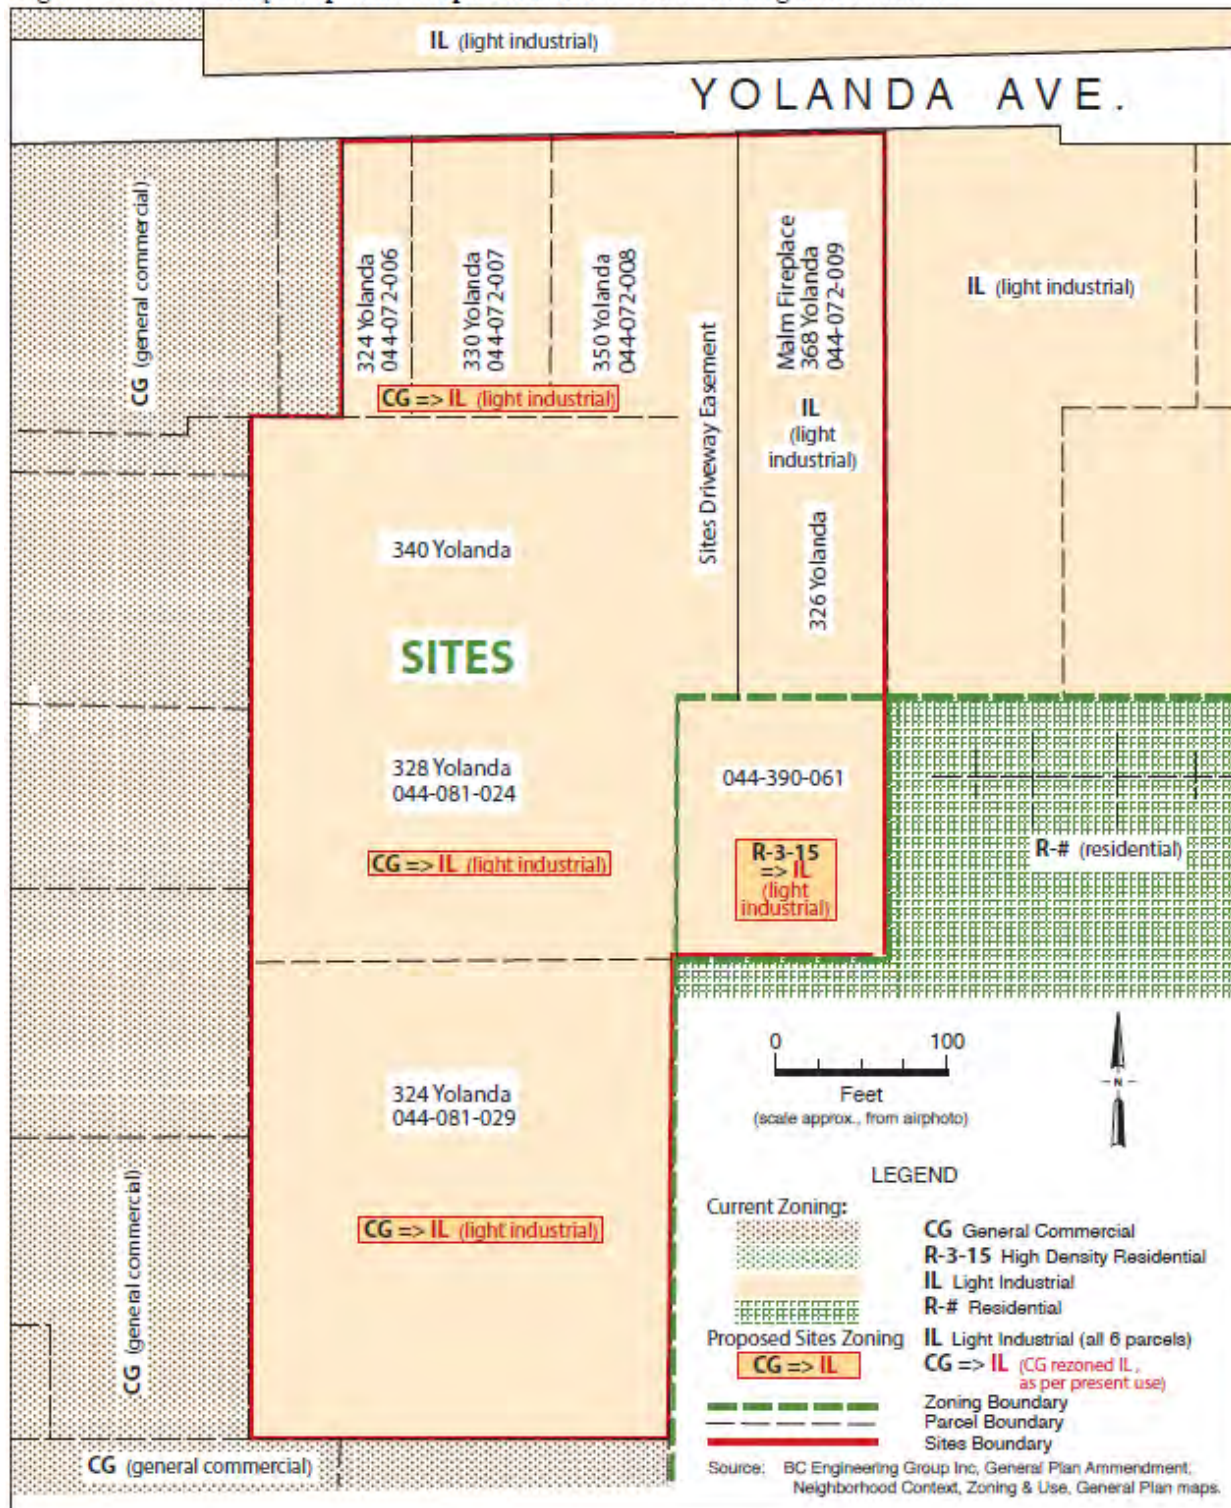 IL (light industrial)
YOLANDA AVE.
CG (general commercial)
324 Yolanda
044-072-006
330 Yolanda
044-072-007
350 Yolanda
044-072-008
CG => IL (light industrial)
Sites Driveway Easement
Malm Fireplace
368 Yolanda
044-072-009
IL
(light
industrial)
326 Yolanda
IL (light industrial)
340 Yolanda
SITES
328 Yolanda
044-081-024
CG => IL (light industrial)
044-390-061
R-3-15
=> IL
(light
industrial)
R-# (residential)
324 Yolanda
044-081-029
CG => IL (light industrial)
CG (general commercial)
CG (general commercial)
0 100
Feet
(scale approx., from airphoto)
N
LEGEND
Current Zoning:
CG General Commercial
R-3-15 High Density Residential
IL Light Industrial
R-# Residential
Proposed Sites Zoning IL Light Industrial (all 6 parcels)
CG => IL CG => IL (CG rezoned IL,
as per present use)
Zoning Boundary
Parcel Boundary
Sites Boundary
Source: BC Engineering Group Inc, General Plan Ammendment,
Neighborhood Context, Zoning & Use, General Plan maps.